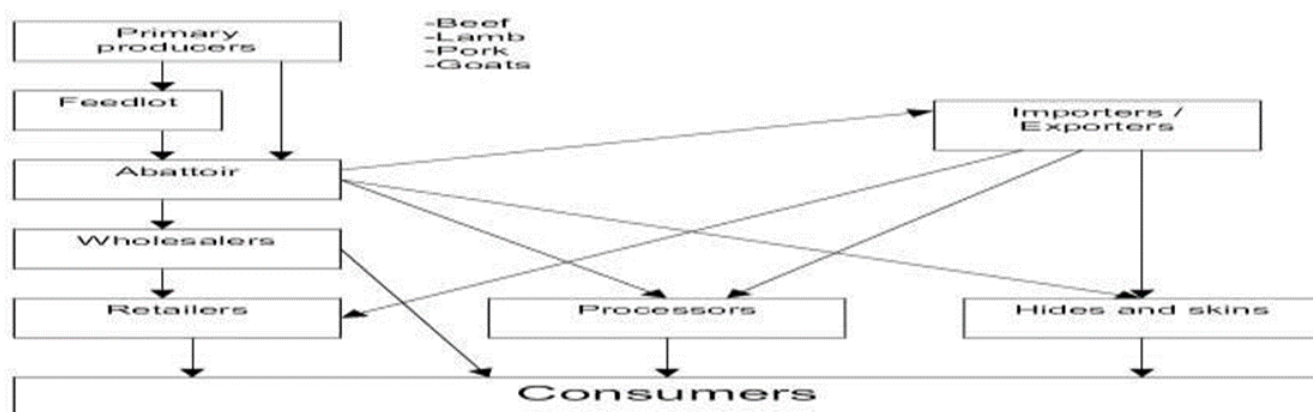 Primary
producers
-Beef
-Lamb
-Pork
-Goats
Feedlot
Importers /
Exporters
Abattoir
Wholesalers
Retailers
Processors
Hides and skins
Consumers